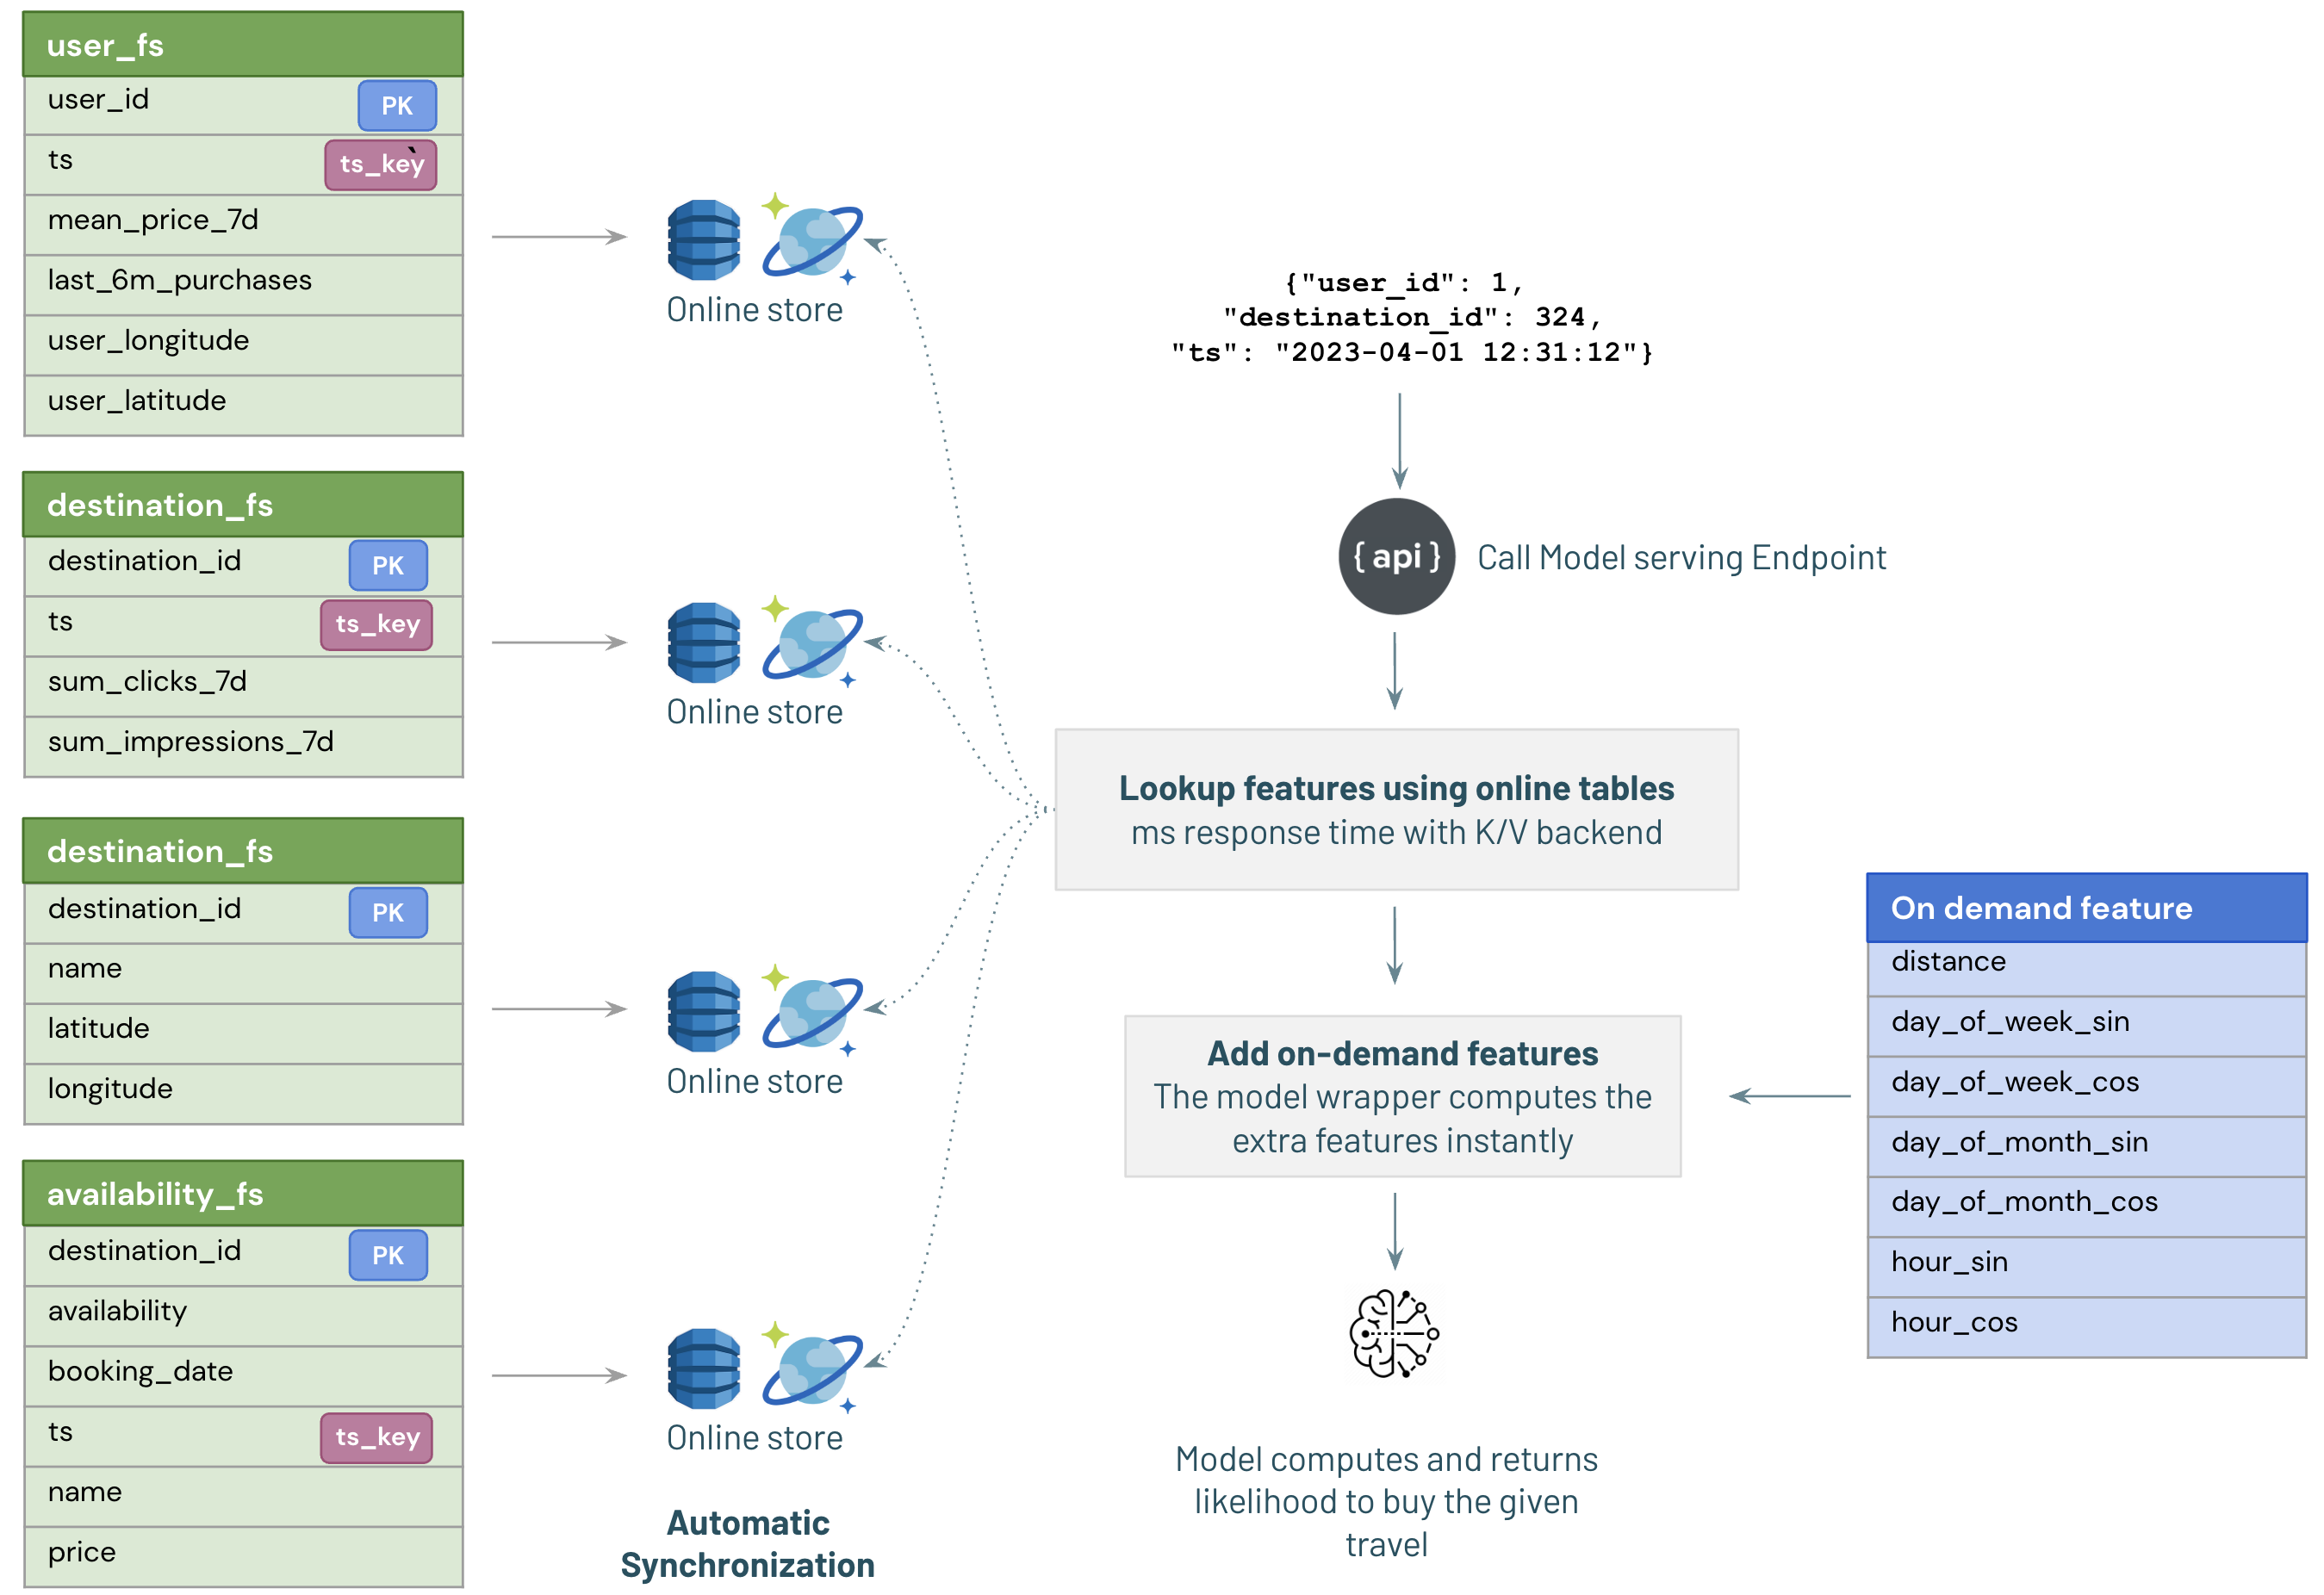 user_fs
user_id PK
ts ts_key`
mean_price_7d
last_6m_purchases
user_longitude
user_latitude
destination_fs
destination_id PK
ts ts_key
sum_clicks_7d
sum_impressions_7d
destination_fs
destination_id PK
name
latitude
longitude
availability_fs
destination_id PK
availability
booking_date
ts ts_key
name
price
Online store
Online store
Online store
Online store
Automatic
Synchronization
{"user_id": 1,
"destination_id": 324,
"ts": "2023-04-01 12:31:12"}
{ api }
Call Model serving Endpoint
Lookup features using online tables
ms response time with K/V backend
Add on-demand features
The model wrapper computes the
extra features instantly
Model computes and returns
likelihood to buy the given
travel
On demand feature
distance
day_of_week_sin
day_of_week_cos
day_of_month_sin
day_of_month_cos
hour_sin
hour_cos